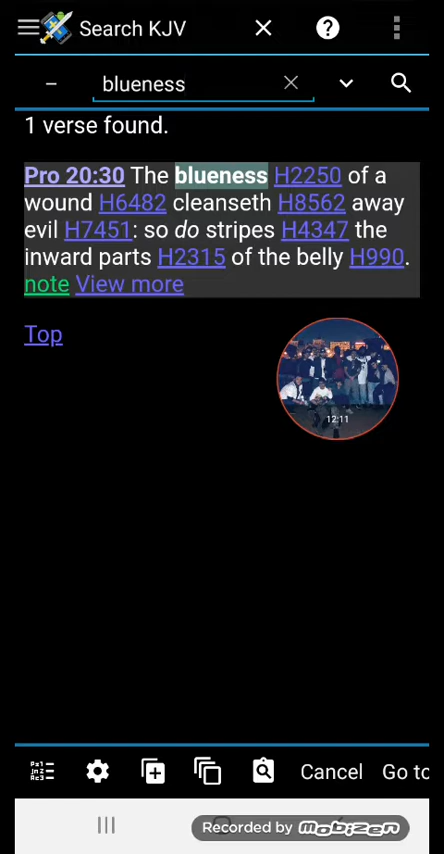 Search KJV
blueness
1 verse found.
Pro 20:30 The blueness H2250 of a
wound H6482 cleanseth H8562 away
evil H7451: so do stripes H4347 the
inward parts H2315 of the belly H990.
note View more
Top
12:11
Cancel Go to
Recorded by MOBIZEN